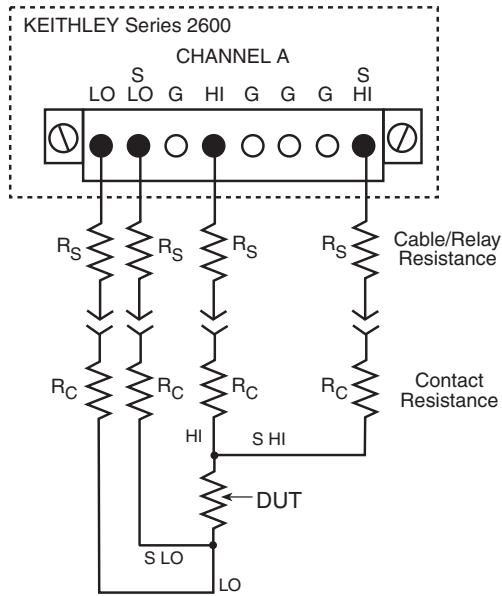 KEITHLEY Series 2600
CHANNEL A
S S
LO LO G HI G G G HI
RS RS RS RS Cable/Relay
Resistance
RC RC RC RC Contact
Resistance
HI S HI
DUT
S LO
LO